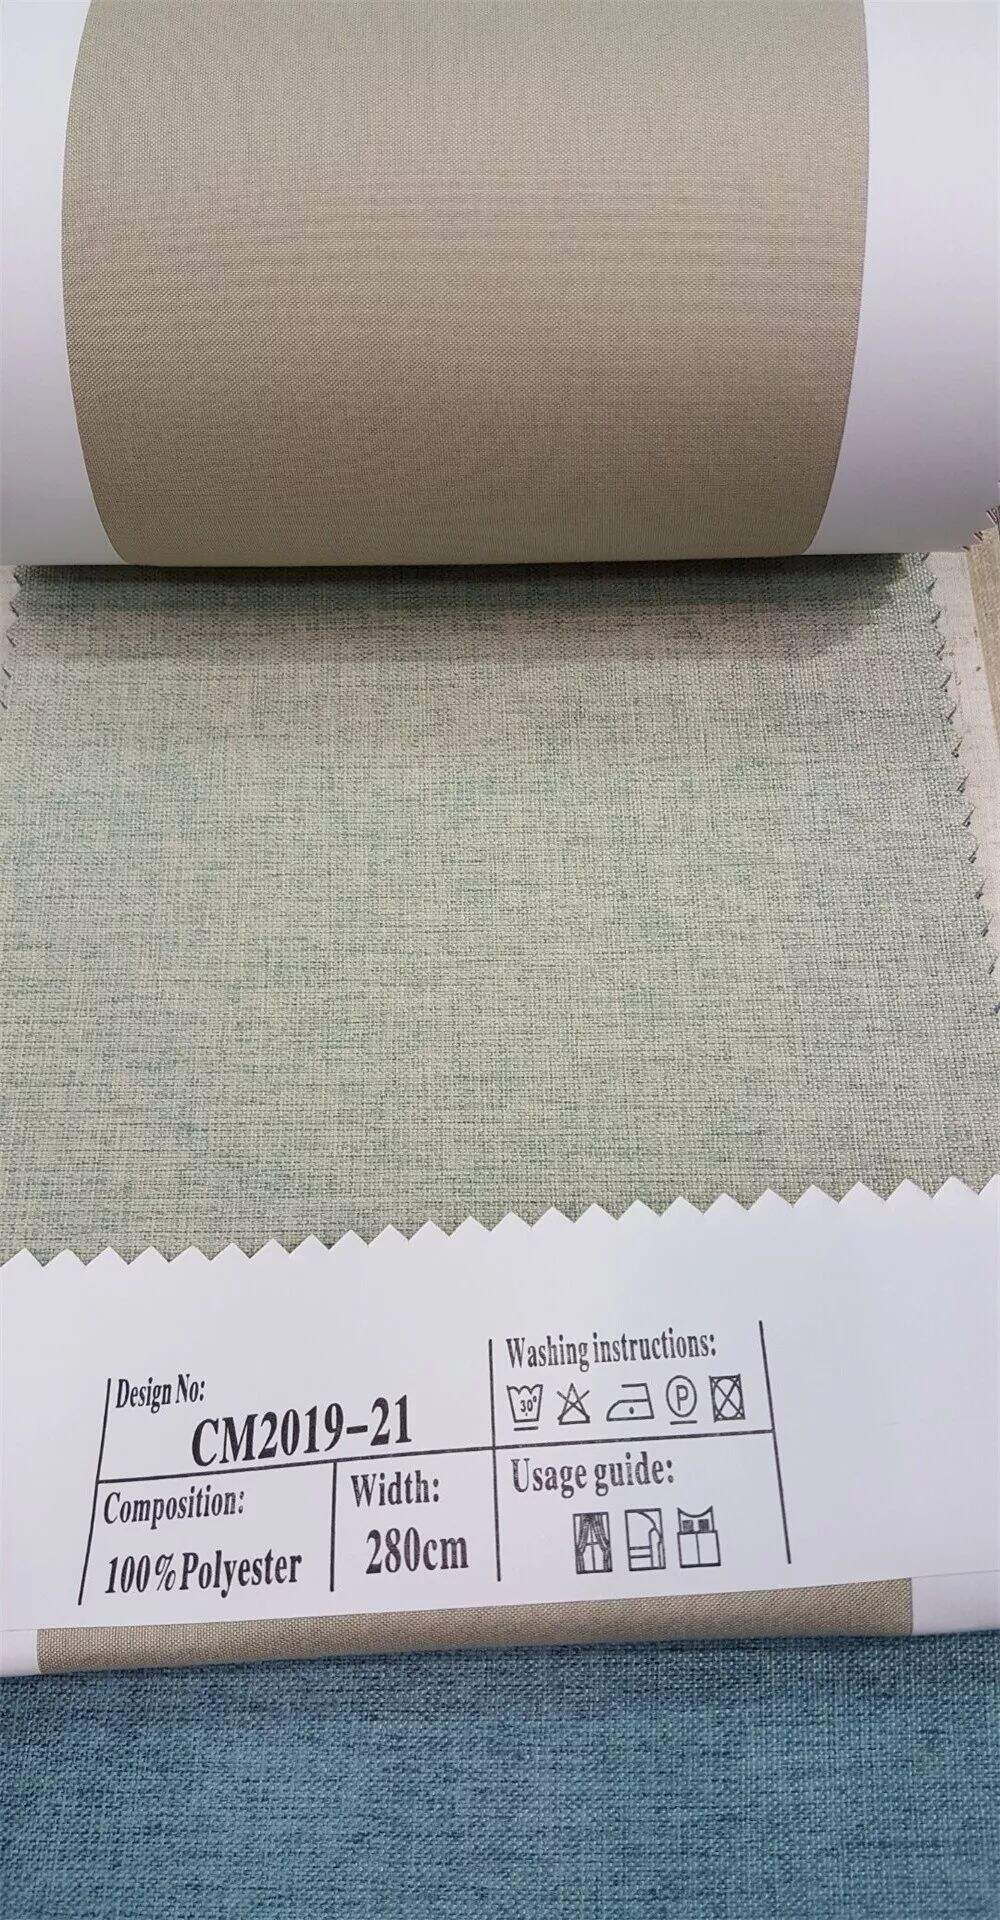 Design No:
CM2019-21
Composition:
100%Polyester
Width:
280cm
Washing instructions:
30°
P
Usage guide: